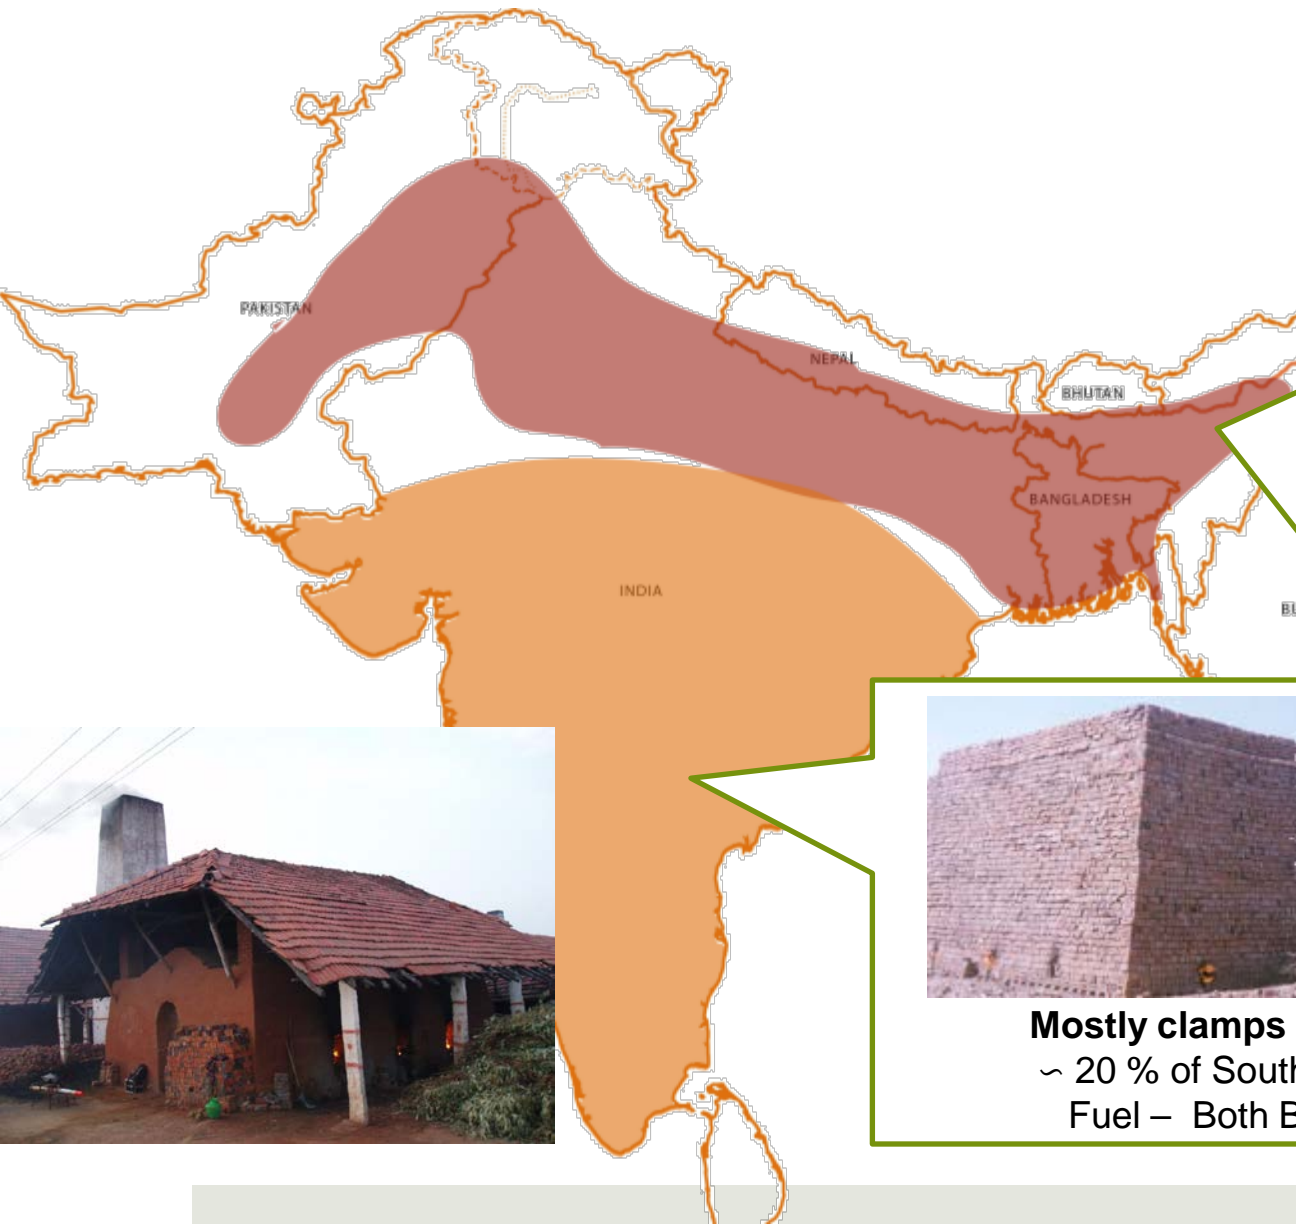 PAKISTAN
NEPAL
BHUTAN
BANGLADESH
INDIA
Mostly clamps
~ 20 % of South
Fuel – Both B